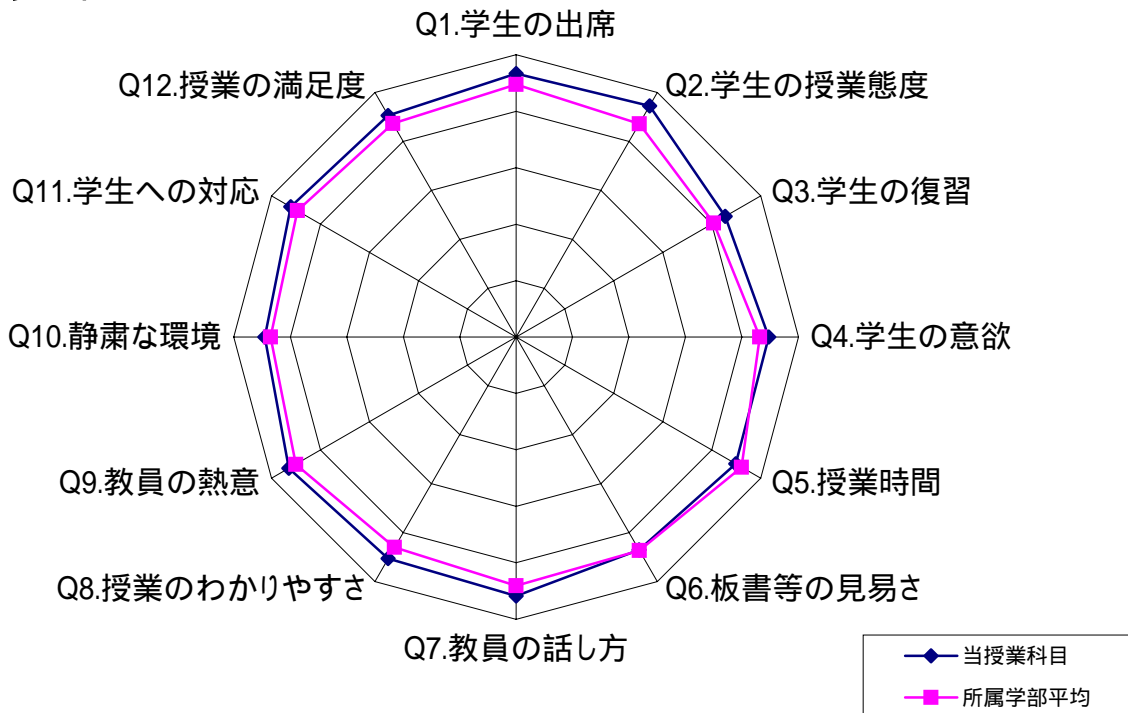 Q1.学生の出席
Q2.学生の授業態度
Q3.学生の復習
Q4.学生の意欲
Q5.授業時間
Q6.板書等の見易さ
Q7.教員の話し方
Q8.授業のわかりやすさ
Q9.教員の熱意
Q10.静粛な環境
Q11.学生への対応
Q12.授業の満足度
当授業科目
所属学部平均